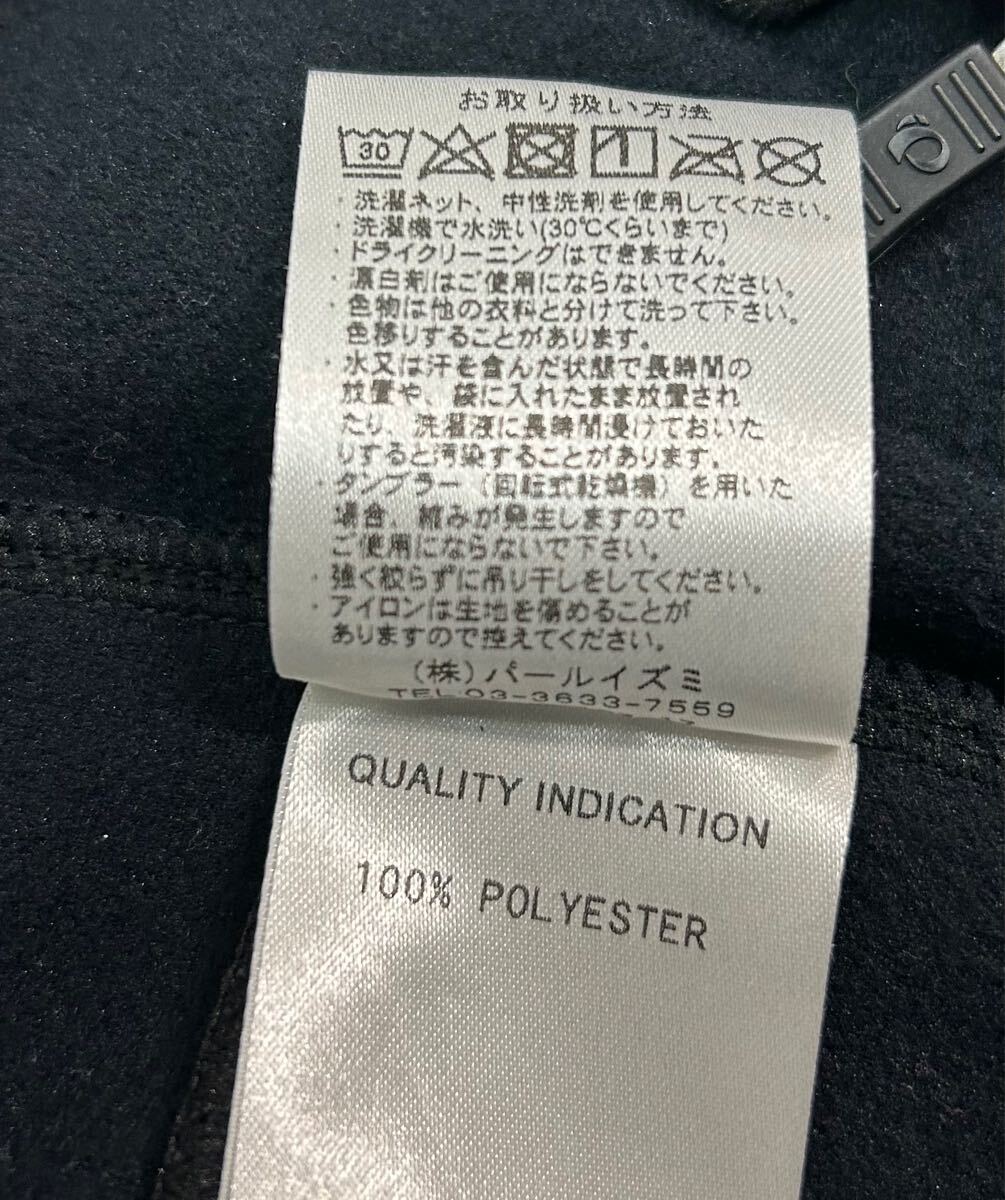 お取り扱い方法
30
・洗濯ネット、中性洗剤を使用してください。
・洗濯機で水洗い(30℃くらいまで)
・ドライクリーニングはできません。
・漂白剤はご使用にならないでください。
・色物は他の衣料と分けて洗って下さい。
色移りすることがあります。
・水又は汗を含んだ状態で長時間の
放置や、袋に入れたまま放置され
たり、洗濯液に長時間浸けておいた
りすると汚染することがあります。
・タンブラー（回転式乾燥機）を用いた
場合、縮みが発生しますので
ご使用にならないで下さい。
・強く絞らずに吊り干しをしてください。
・アイロンは生地を傷めることが
ありますので控えてください。
（株）パールイズミ
TEL.03-3633-7559
QUALITY INDICATION
100% POLYESTER